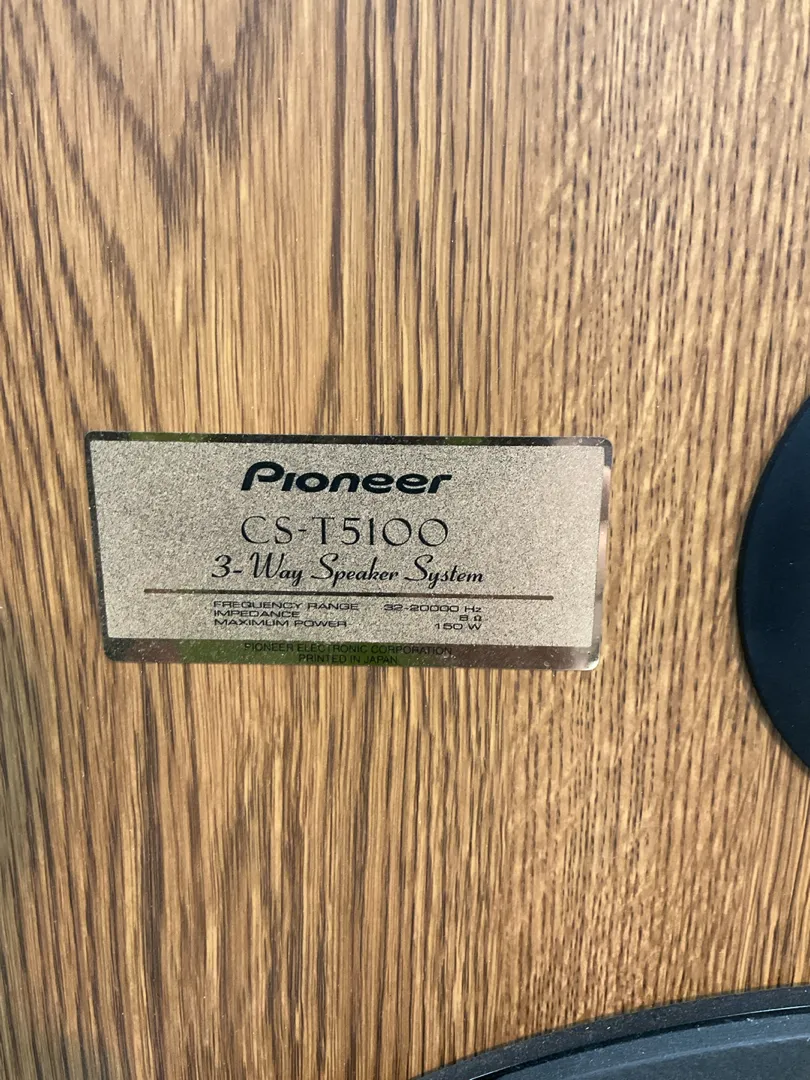 Pioneer
CS-T5100
3-Way Speaker System
FREQUENCY RANGE 32-20000 Hz
IMPEDANCE 8 Ω
MAXIMUM POWER 150 W
PIONEER ELECTRONIC CORPORATION
PRINTED IN JAPAN